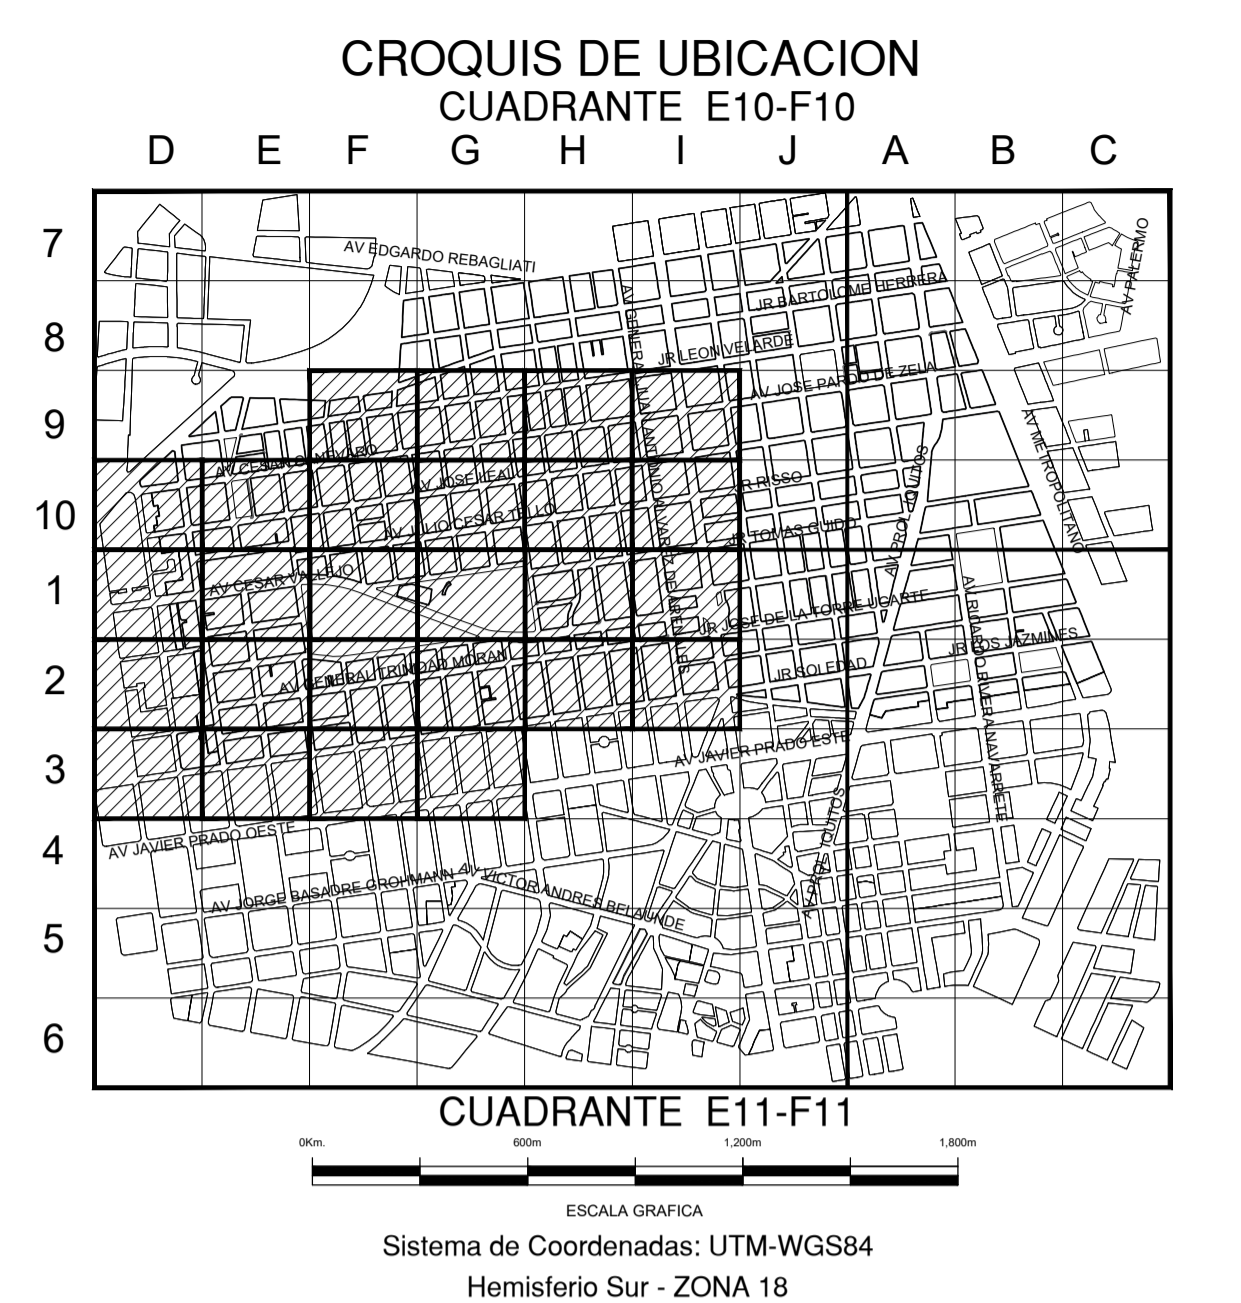 CROQUIS DE UBICACION
CUADRANTE E10-F10
D E F G H I J A B C
7
AV EDGARDO REBAGLIATI
AV PALERMO
JR BARTOLOME HERRERA
8
AV GENERAL JUAN ANTONIO ALVAREZ DE ARENALES
JR LEON VELARDE
AV JOSE PARDO DE ZELA
9
AV METROPOLITANO
AV CESAR CANEVARO
AV JOSE LEAL
JR RISSO
AV PROL IQUITOS
10
AV JULIO CESAR TELLO
JR TOMAS GUIDO
1
AV CESAR VALLEJO
JR JOSE DE LA TORRE UGARTE
AV RICARDO RIVERA NAVARRETE
JR LOS JAZMINES
2
AV GENERAL TRINIDAD MORAN
JR SOLEDAD
3
AV JAVIER PRADO ESTE
AV PROL IQUITOS
4
AV JAVIER PRADO OESTE
AV JORGE BASADRE GROHMANN
AV VICTOR ANDRES BELAUNDE
5
6
CUADRANTE E11-F11
0Km. 600m 1,200m 1,800m
ESCALA GRAFICA
Sistema de Coordenadas: UTM-WGS84
Hemisferio Sur - ZONA 18